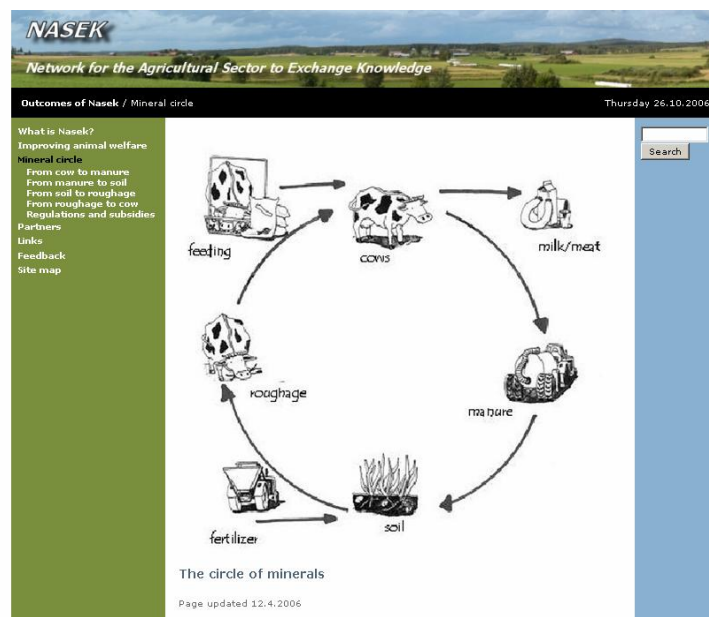 NASEK
Network for the Agricultural Sector to Exchange Knowledge
Outcomes of Nasek / Mineral circle
Thursday 26.10.2006
What is Nasek?
Improving animal welfare
Mineral circle
From cow to manure
From manure to soil
From soil to roughage
From roughage to cow
Regulations and subsidies
Partners
Links
Feedback
Site map
Search
feeding
cows
milk/meat
roughage
manure
fertilizer
soil
The circle of minerals
Page updated 12.4.2006